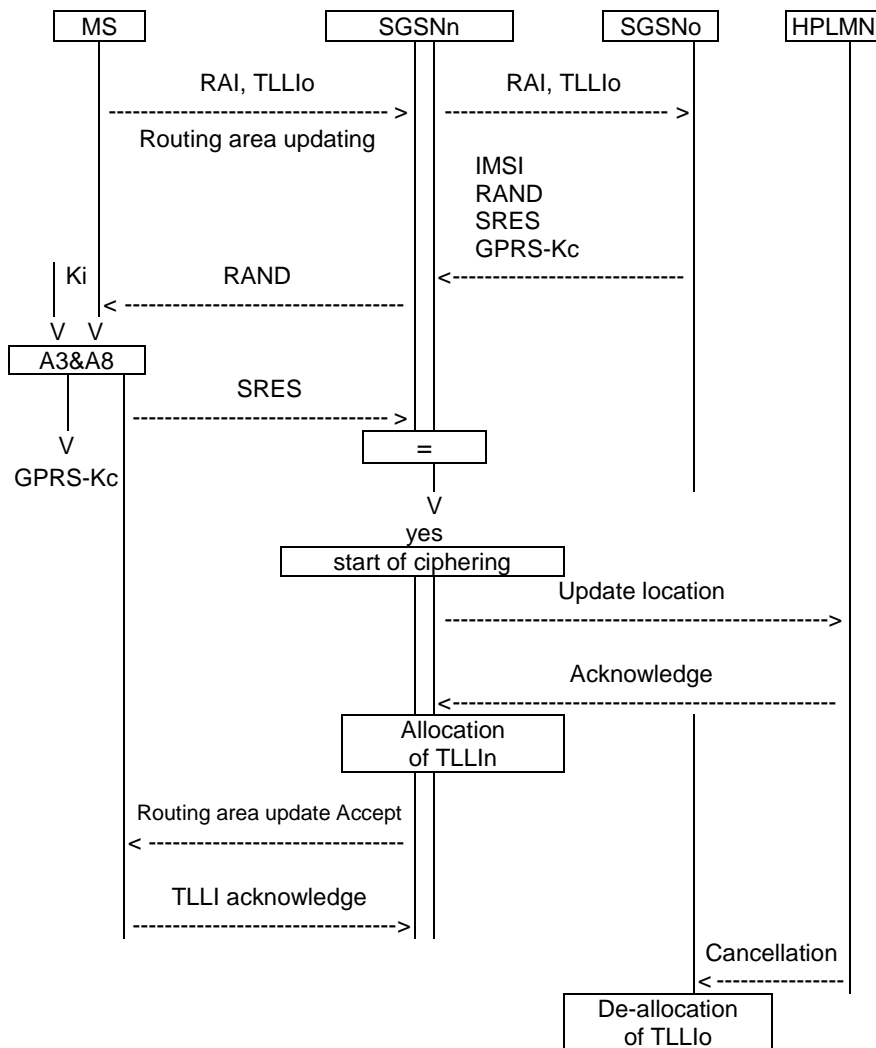 MS SGSNn SGSNo HPLMN
RAI, TLLIo RAI, TLLIo
Routing area updating
IMSI
RAND
SRES
GPRS-Kc
Ki RAND
V V
A3&A8
SRES
V
=
GPRS-Kc
V
yes
start of ciphering
Update location
Acknowledge
Allocation
of TLLIn
Routing area update Accept
TLLI acknowledge
Cancellation
De-allocation
of TLLIo